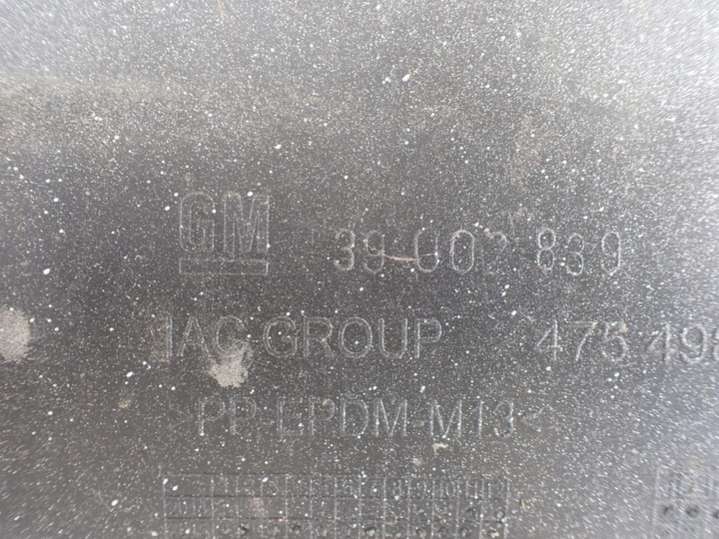 GM 39 002 839
IAC GROUP 475 49
>PP-EPDM-M13<